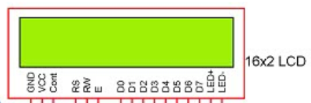 16x2 LCD
GND
VCC
Cont
RS
RW
E
D0
D1
D2
D3
D4
D5
D6
D7
LED+
LED-